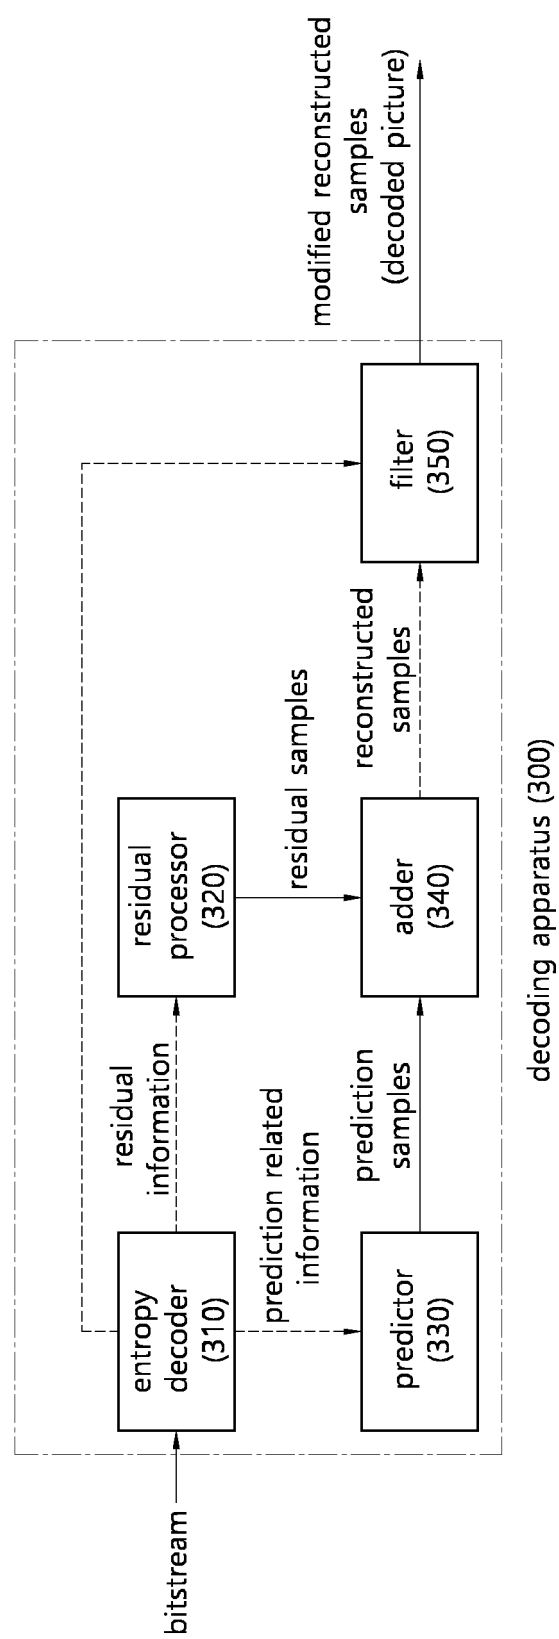 bitstream
entropy
decoder
(310)
residual
information
residual
processor
(320)
prediction related
information
residual samples
predictor
(330)
prediction
samples
adder
(340)
reconstructed
samples
filter
(350)
modified reconstructed
samples
(decoded picture)
decoding apparatus (300)